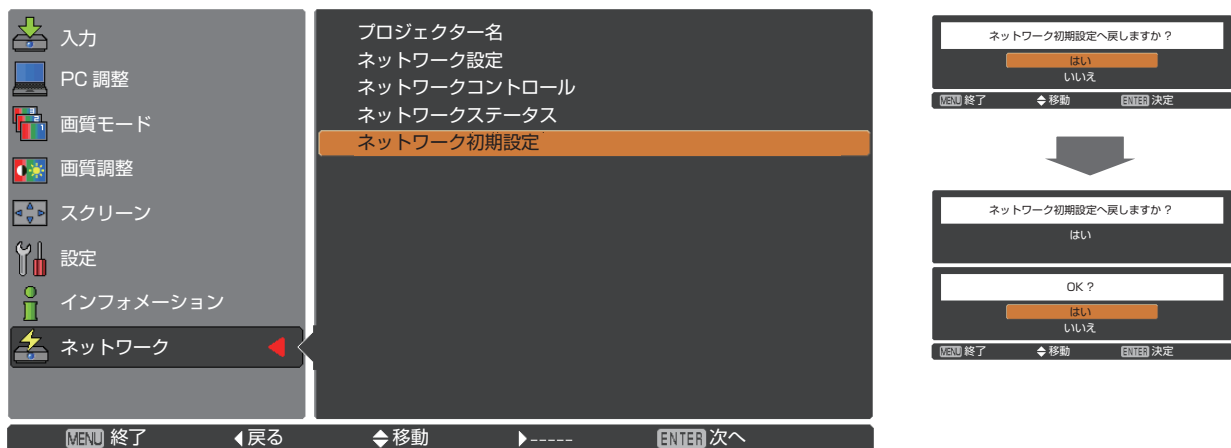 入力
PC 調整
画質モード
画質調整
スクリーン
設定
インフォメーション
ネットワーク
プロジェクター名
ネットワーク設定
ネットワークコントロール
ネットワークステータス
ネットワーク初期設定
MENU 終了 戻る 移動 ----- ENTER 次へ
ネットワーク初期設定へ戻しますか ?
はい
いいえ
MENU 終了 移動 ENTER 決定
ネットワーク初期設定へ戻しますか ?
はい
OK ?
はい
いいえ
MENU 終了 移動 ENTER 決定